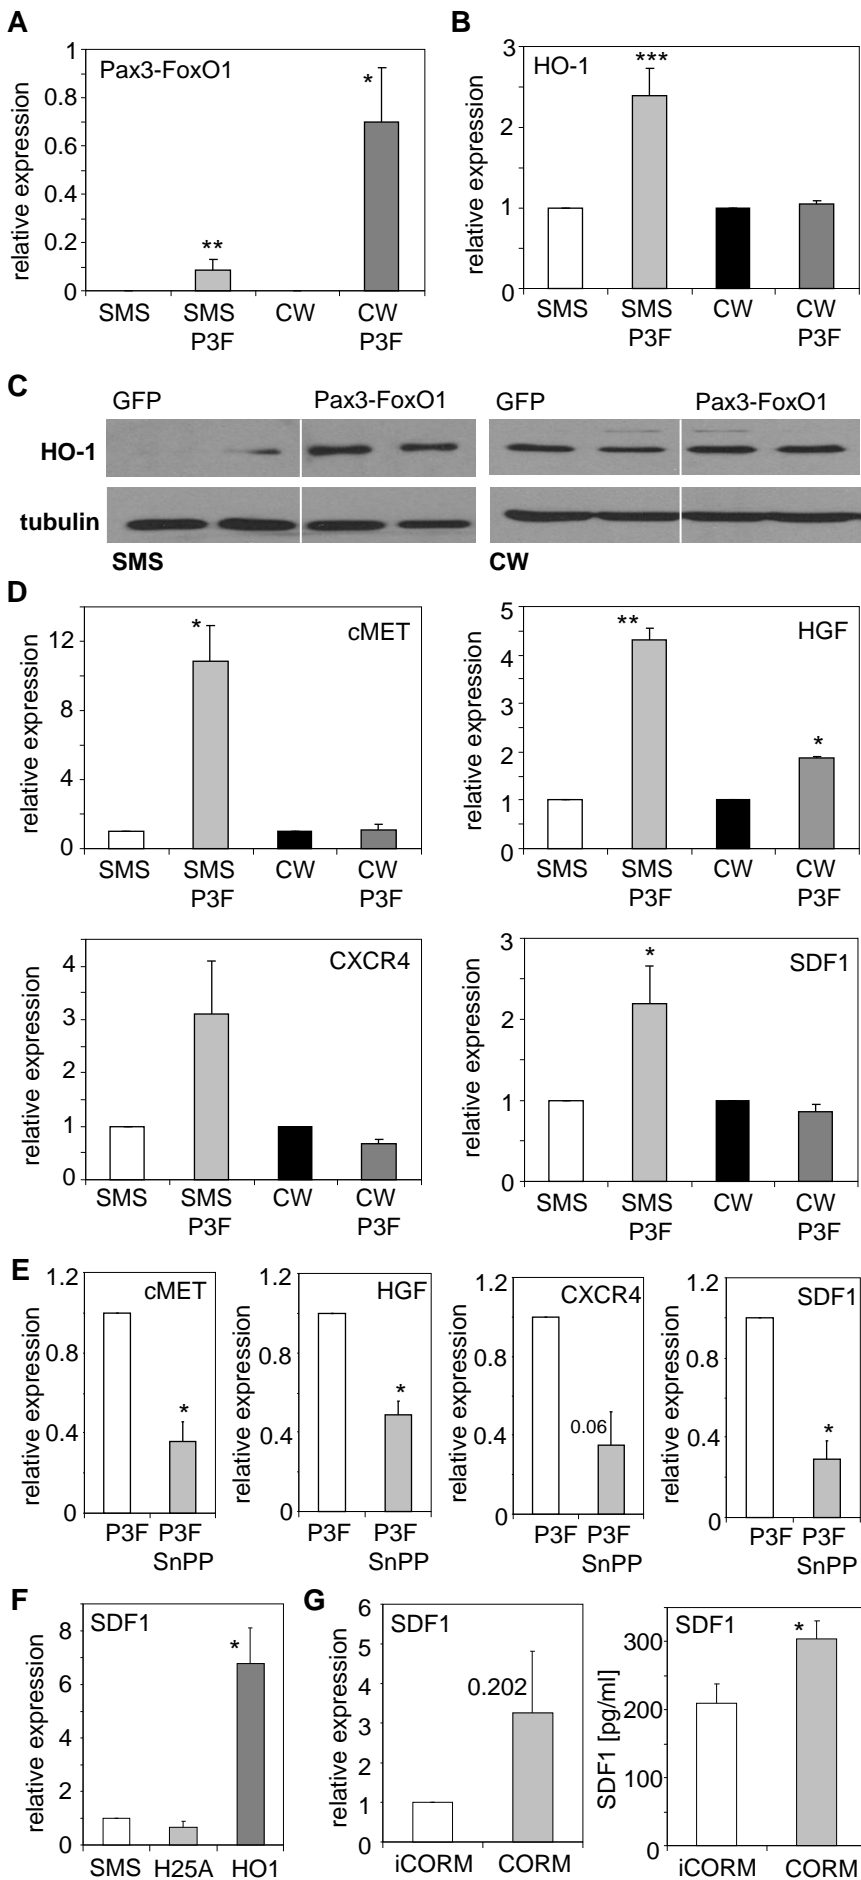 A
Pax3-FoxO1
relative expression
1
0.8
0.6
0.4
0.2
0
*
**
SMS SMS CW CW
P3F P3F
B
HO-1
relative expression
3
2
1
0
***
SMS SMS CW CW
P3F P3F
C
GFP Pax3-FoxO1 GFP Pax3-FoxO1
HO-1
tubulin
SMS CW
D
cMET
relative expression
12
8
4
0
*
SMS SMS CW CW
P3F P3F
HGF
relative expression
5
4
3
2
1
0
**
*
SMS SMS CW CW
P3F P3F
CXCR4
relative expression
4
3
2
1
0
SMS SMS CW CW
P3F P3F
SDF1
relative expression
3
2
1
0
*
SMS SMS CW CW
P3F P3F
E
cMET
relative expression
1.2
0.8
0.4
0
*
P3F P3F
SnPP
HGF
relative expression
1.2
0.8
0.4
0
*
P3F P3F
SnPP
CXCR4
relative expression
1.2
0.8
0.4
0
0.06
P3F P3F
SnPP
SDF1
relative expression
1.2
0.8
0.4
0
*
P3F P3F
SnPP
F
SDF1
relative expression
8
6
4
2
0
*
SMS H25A HO1
G
SDF1
relative expression
6
5
4
3
2
1
0
0.202
iCORM CORM
SDF1
SDF1 [pg/ml]
300
200
100
0
*
iCORM CORM